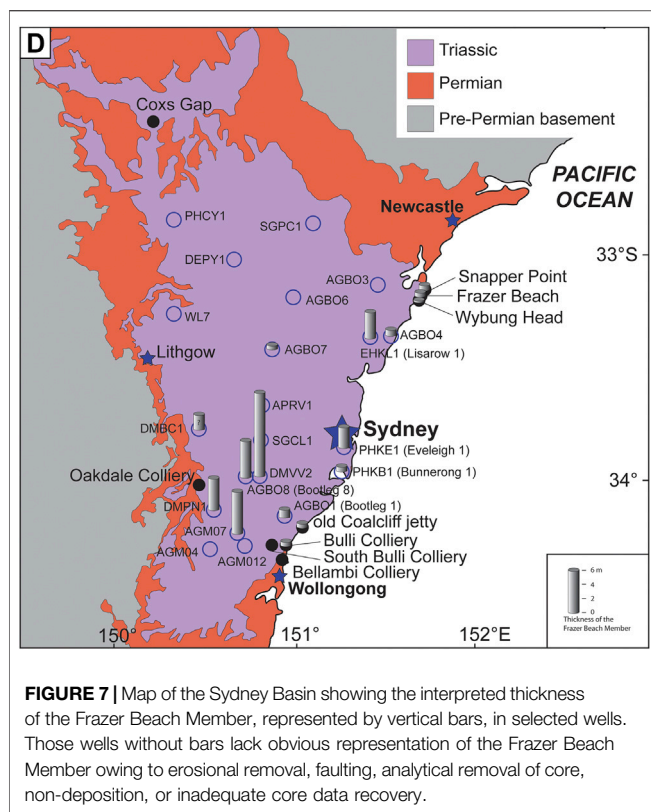 D
Triassic
Permian
Pre-Permian basement
Coxs Gap
PACIFIC
OCEAN
Newcastle
PHCY1
SGPC1
33°S
DEPY1
AGBO3
Snapper Point
AGBO6
Frazer Beach
WL7
Wybung Head
AGBO4
AGBO7
EHKL1 (Lisarow 1)
Lithgow
APRV1
DMBC1
Sydney
SGCL1
PHKE1 (Eveleigh 1)
Oakdale Colliery
DMVV2
PHKB1 (Bunnerong 1)
34°
AGBO8 (Bootleg 8)
DMPN1
AGBO1 (Bootleg 1)
old Coalcliff jetty
AGM07
Bulli Colliery
AGM04
South Bulli Colliery
AGM012
Bellambi Colliery
Wollongong
6 m
4
2
0
Thickness of the
Frazer Beach Member
150°
151°
152°E
FIGURE 7 | Map of the Sydney Basin showing the interpreted thickness
of the Frazer Beach Member, represented by vertical bars, in selected wells.
Those wells without bars lack obvious representation of the Frazer Beach
Member owing to erosional removal, faulting, analytical removal of core,
non-deposition, or inadequate core data recovery.